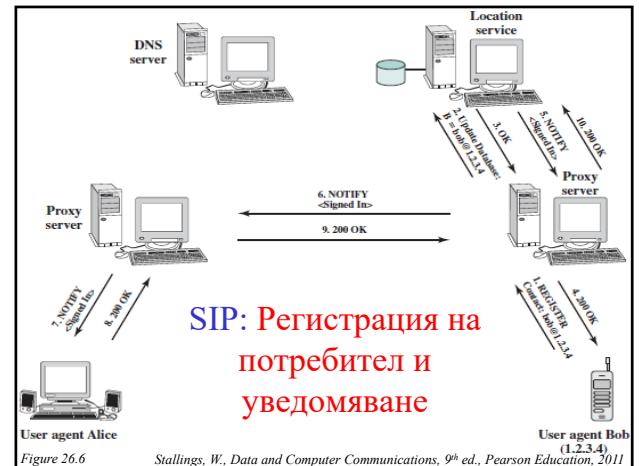 DNS
server
Location
service
2. Update Database:
B = bob@1.2.3.4
3. OK
5. NOTIFY
<Signed In>
10. 200 OK
Proxy
server
6. NOTIFY
<Signed In>
9. 200 OK
Proxy
server
7. NOTIFY
<Signed In>
8. 200 OK
1. REGISTER
Contact: bob@1.2.3.4
4. 200 OK
SIP: Регистрация на
потребител и
уведомяване
User agent Alice
User agent Bob
(1.2.3.4)
Figure 26.6
Stallings, W., Data and Computer Communications, 9th ed., Pearson Education, 2011